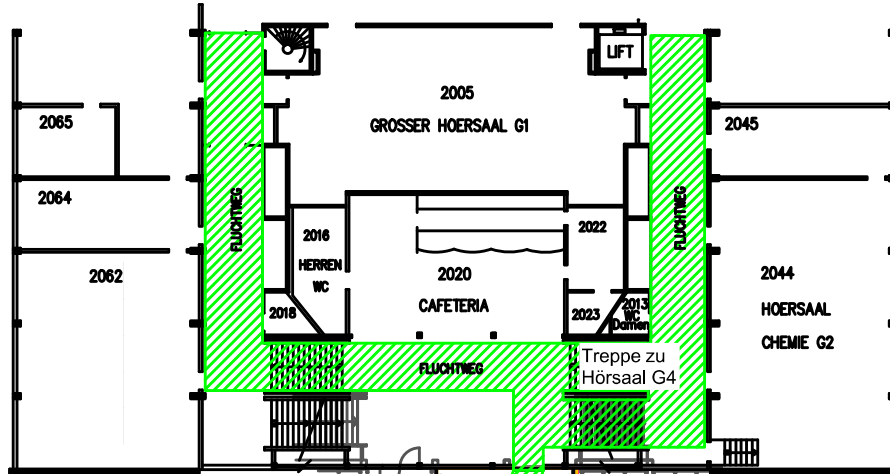 LIFT
2005
GROSSER HOERSAAL G1
2065
2045
2064
FLUCHTWEG
FLUCHTWEG
2016
HERREN
WC
2022
2062
2020
CAFETERIA
2044
HOERSAAL
CHEMIE G2
2018
2023
2013
WC
Damen
FLUCHTWEG
Treppe zu
Hörsaal G4